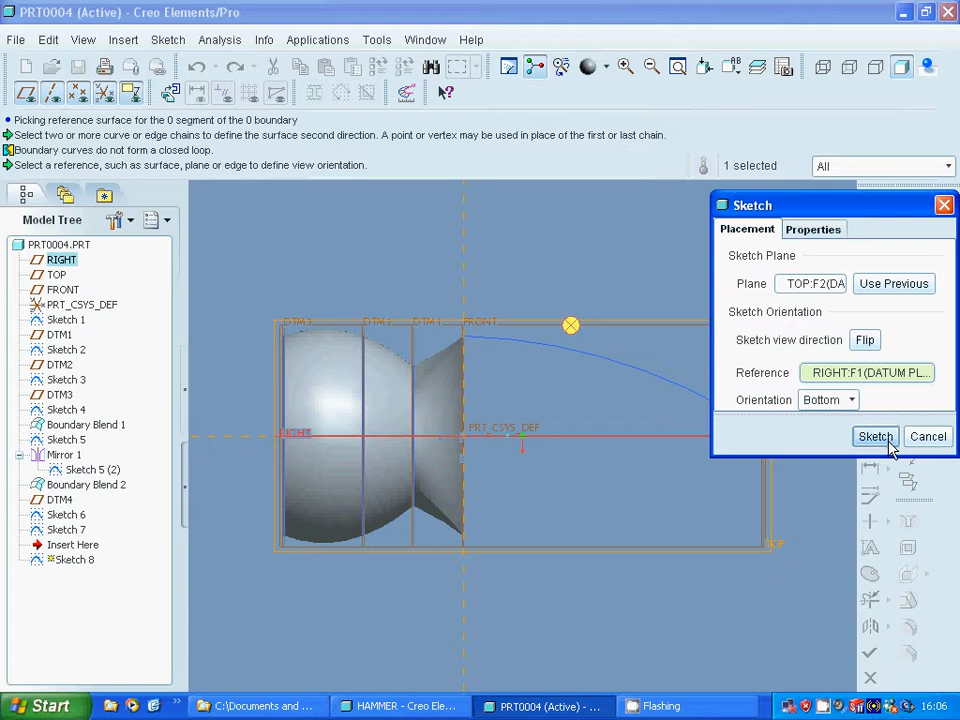 PRT0004 (Active) - Creo Elements/Pro
File Edit View Insert Sketch Analysis Info Applications Tools Window Help
Picking reference surface for the 0 segment of the 0 boundary
Select two or more curve or edge chains to define the surface second direction. A point or vertex may be used in place of the first or last chain.
Boundary curves do not form a closed loop.
Select a reference, such as surface, plane or edge to define view orientation.
1 selected
All
Model Tree
PRT0004.PRT
RIGHT
TOP
FRONT
PRT_CSYS_DEF
Sketch 1
DTM1
Sketch 2
DTM2
Sketch 3
DTM3
Sketch 4
Boundary Blend 1
Sketch 5
Mirror 1
Sketch 5 (2)
Boundary Blend 2
DTM4
Sketch 6
Sketch 7
Insert Here
Sketch 8
DTM3 DTM2 DTM1 FRONT
RIGHT
PRT_CSYS_DEF
TOP
Sketch
Placement Properties
Sketch Plane
Plane TOP:F2(DA Use Previous
Sketch Orientation
Sketch view direction Flip
Reference RIGHT:F1(DATUM PL...
Orientation Bottom
Sketch Cancel
Start
C:\Documents and ...
HAMMER - Creo Ele...
PRT0004 (Active) - ...
Flashing
16:06